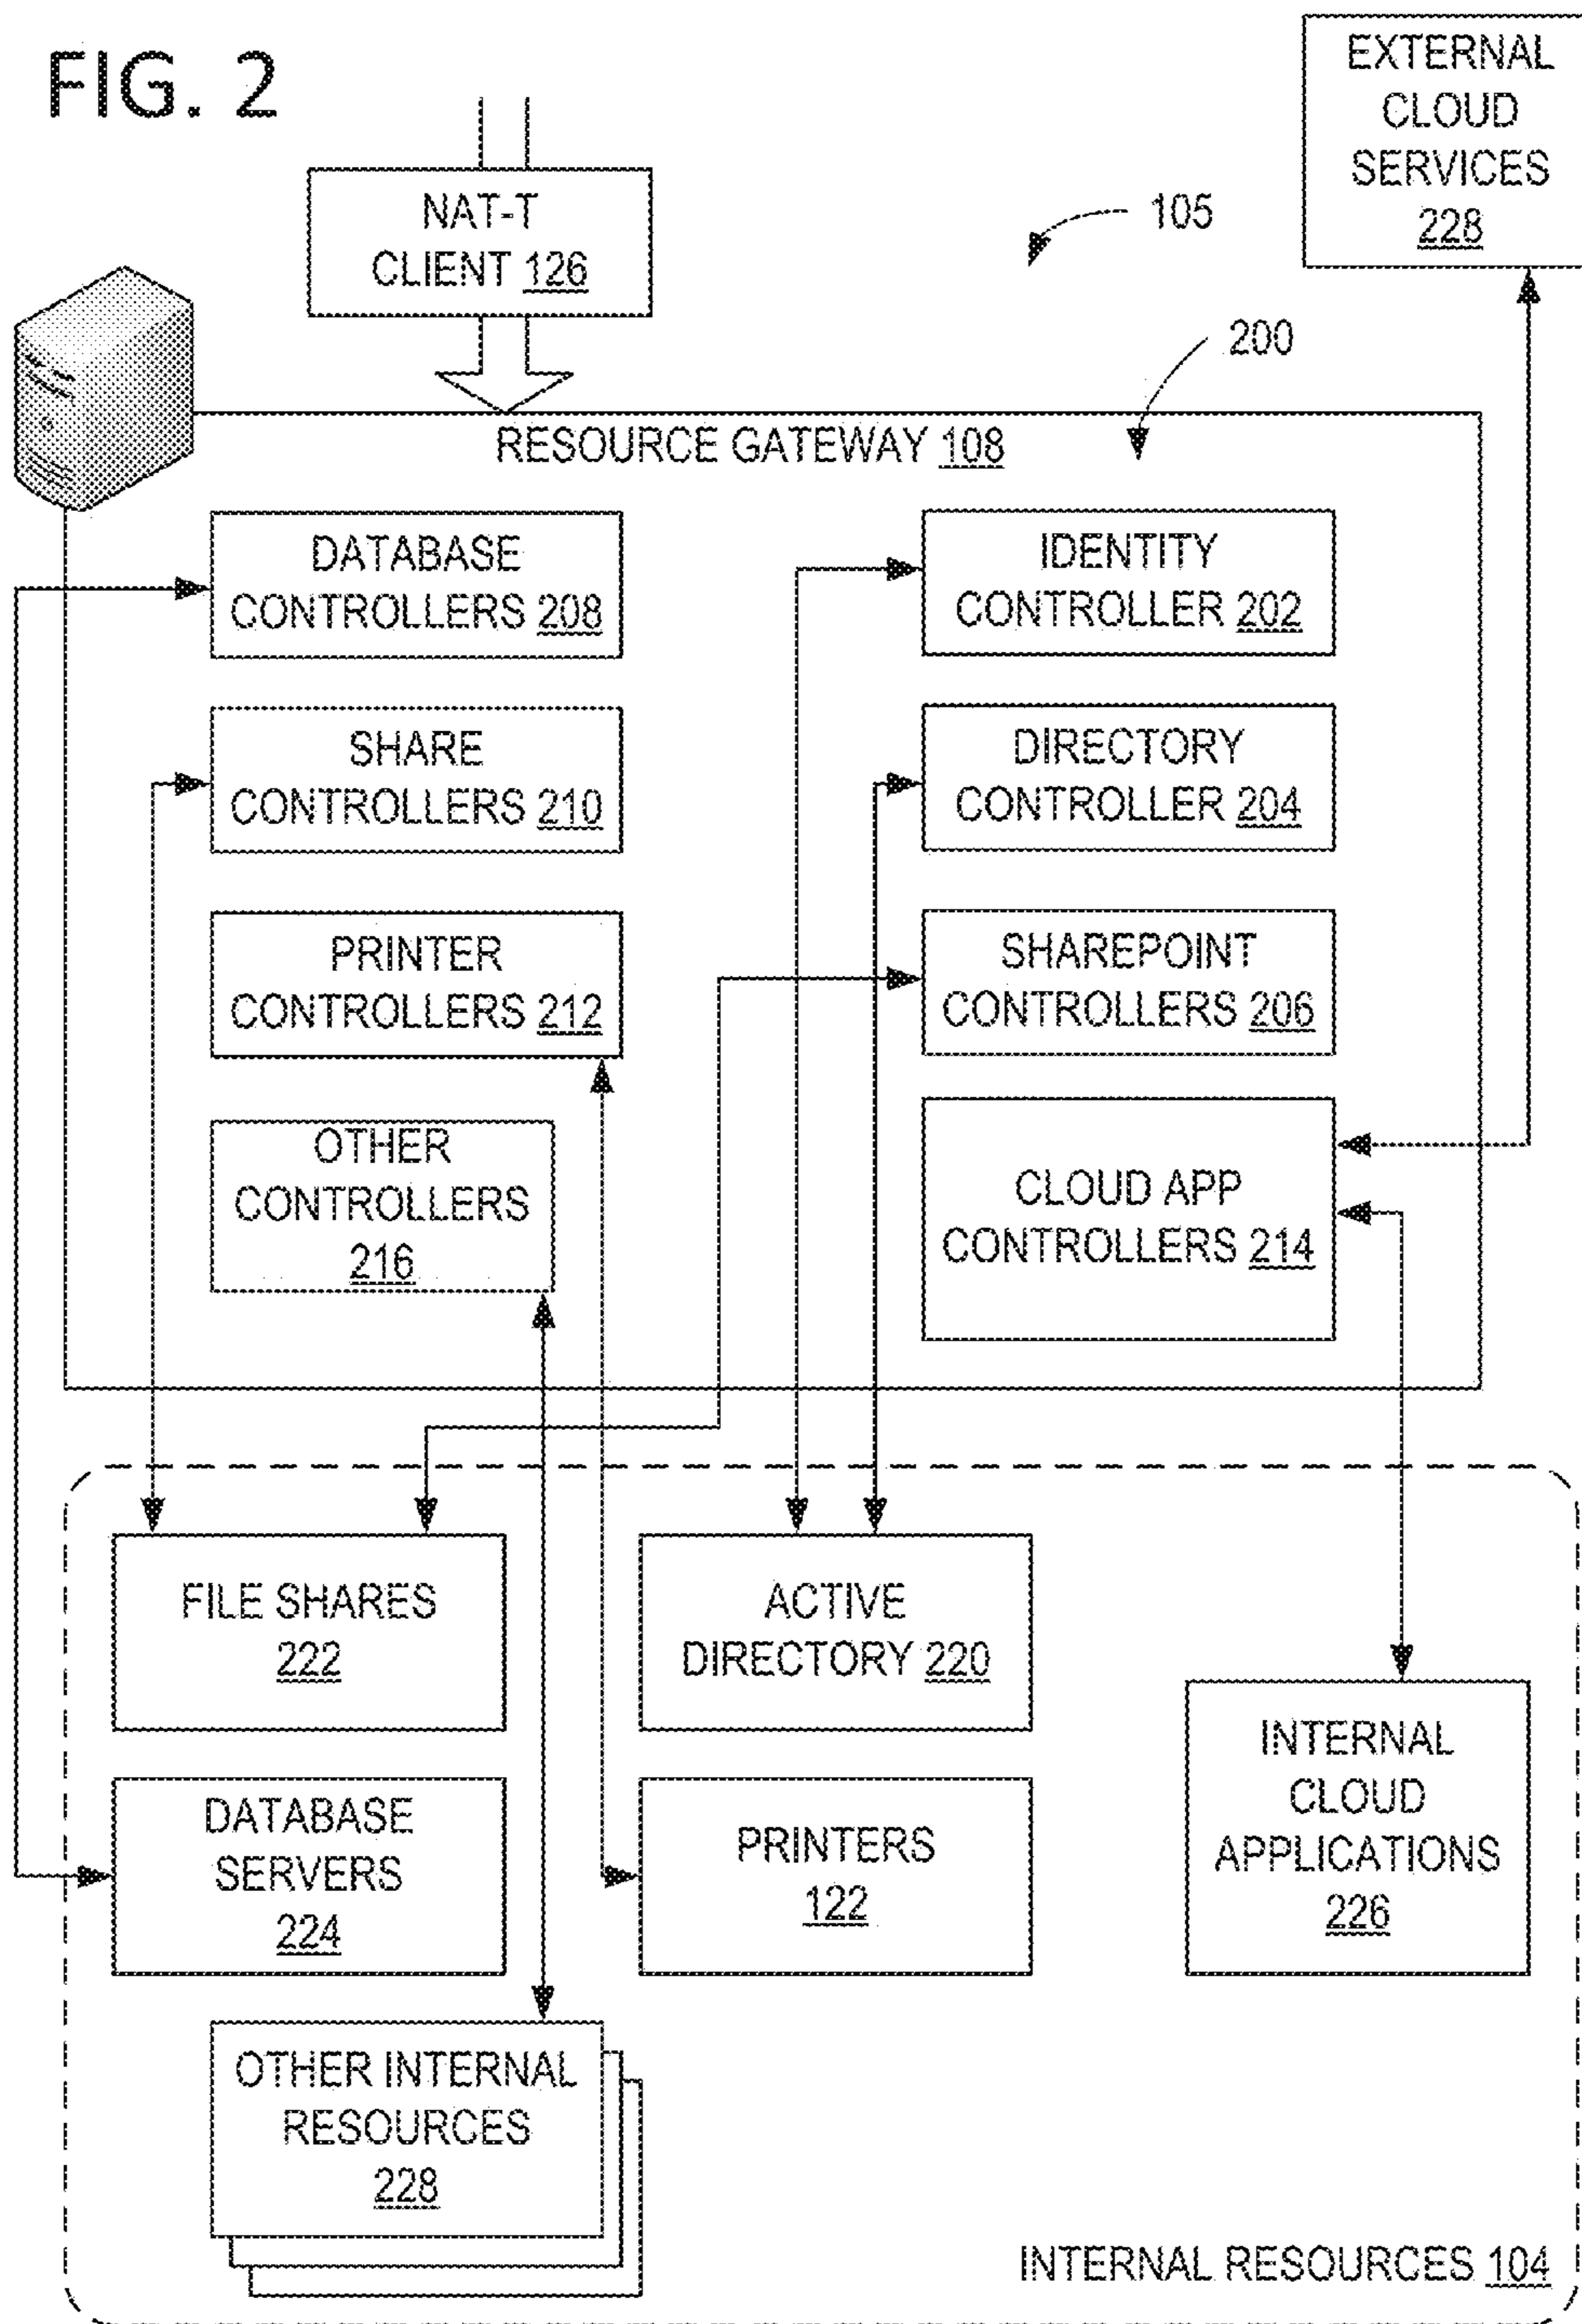 FIG. 2
EXTERNAL
CLOUD
SERVICES
228
NAT-T
CLIENT 126
105
200
RESOURCE GATEWAY 108
DATABASE
CONTROLLERS 208
IDENTITY
CONTROLLER 202
SHARE
CONTROLLERS 210
DIRECTORY
CONTROLLER 204
PRINTER
CONTROLLERS 212
SHAREPOINT
CONTROLLERS 206
OTHER
CONTROLLERS
216
CLOUD APP
CONTROLLERS 214
FILE SHARES
222
ACTIVE
DIRECTORY 220
INTERNAL
CLOUD
APPLICATIONS
226
DATABASE
SERVERS
224
PRINTERS
122
OTHER INTERNAL
RESOURCES
228
INTERNAL RESOURCES 104